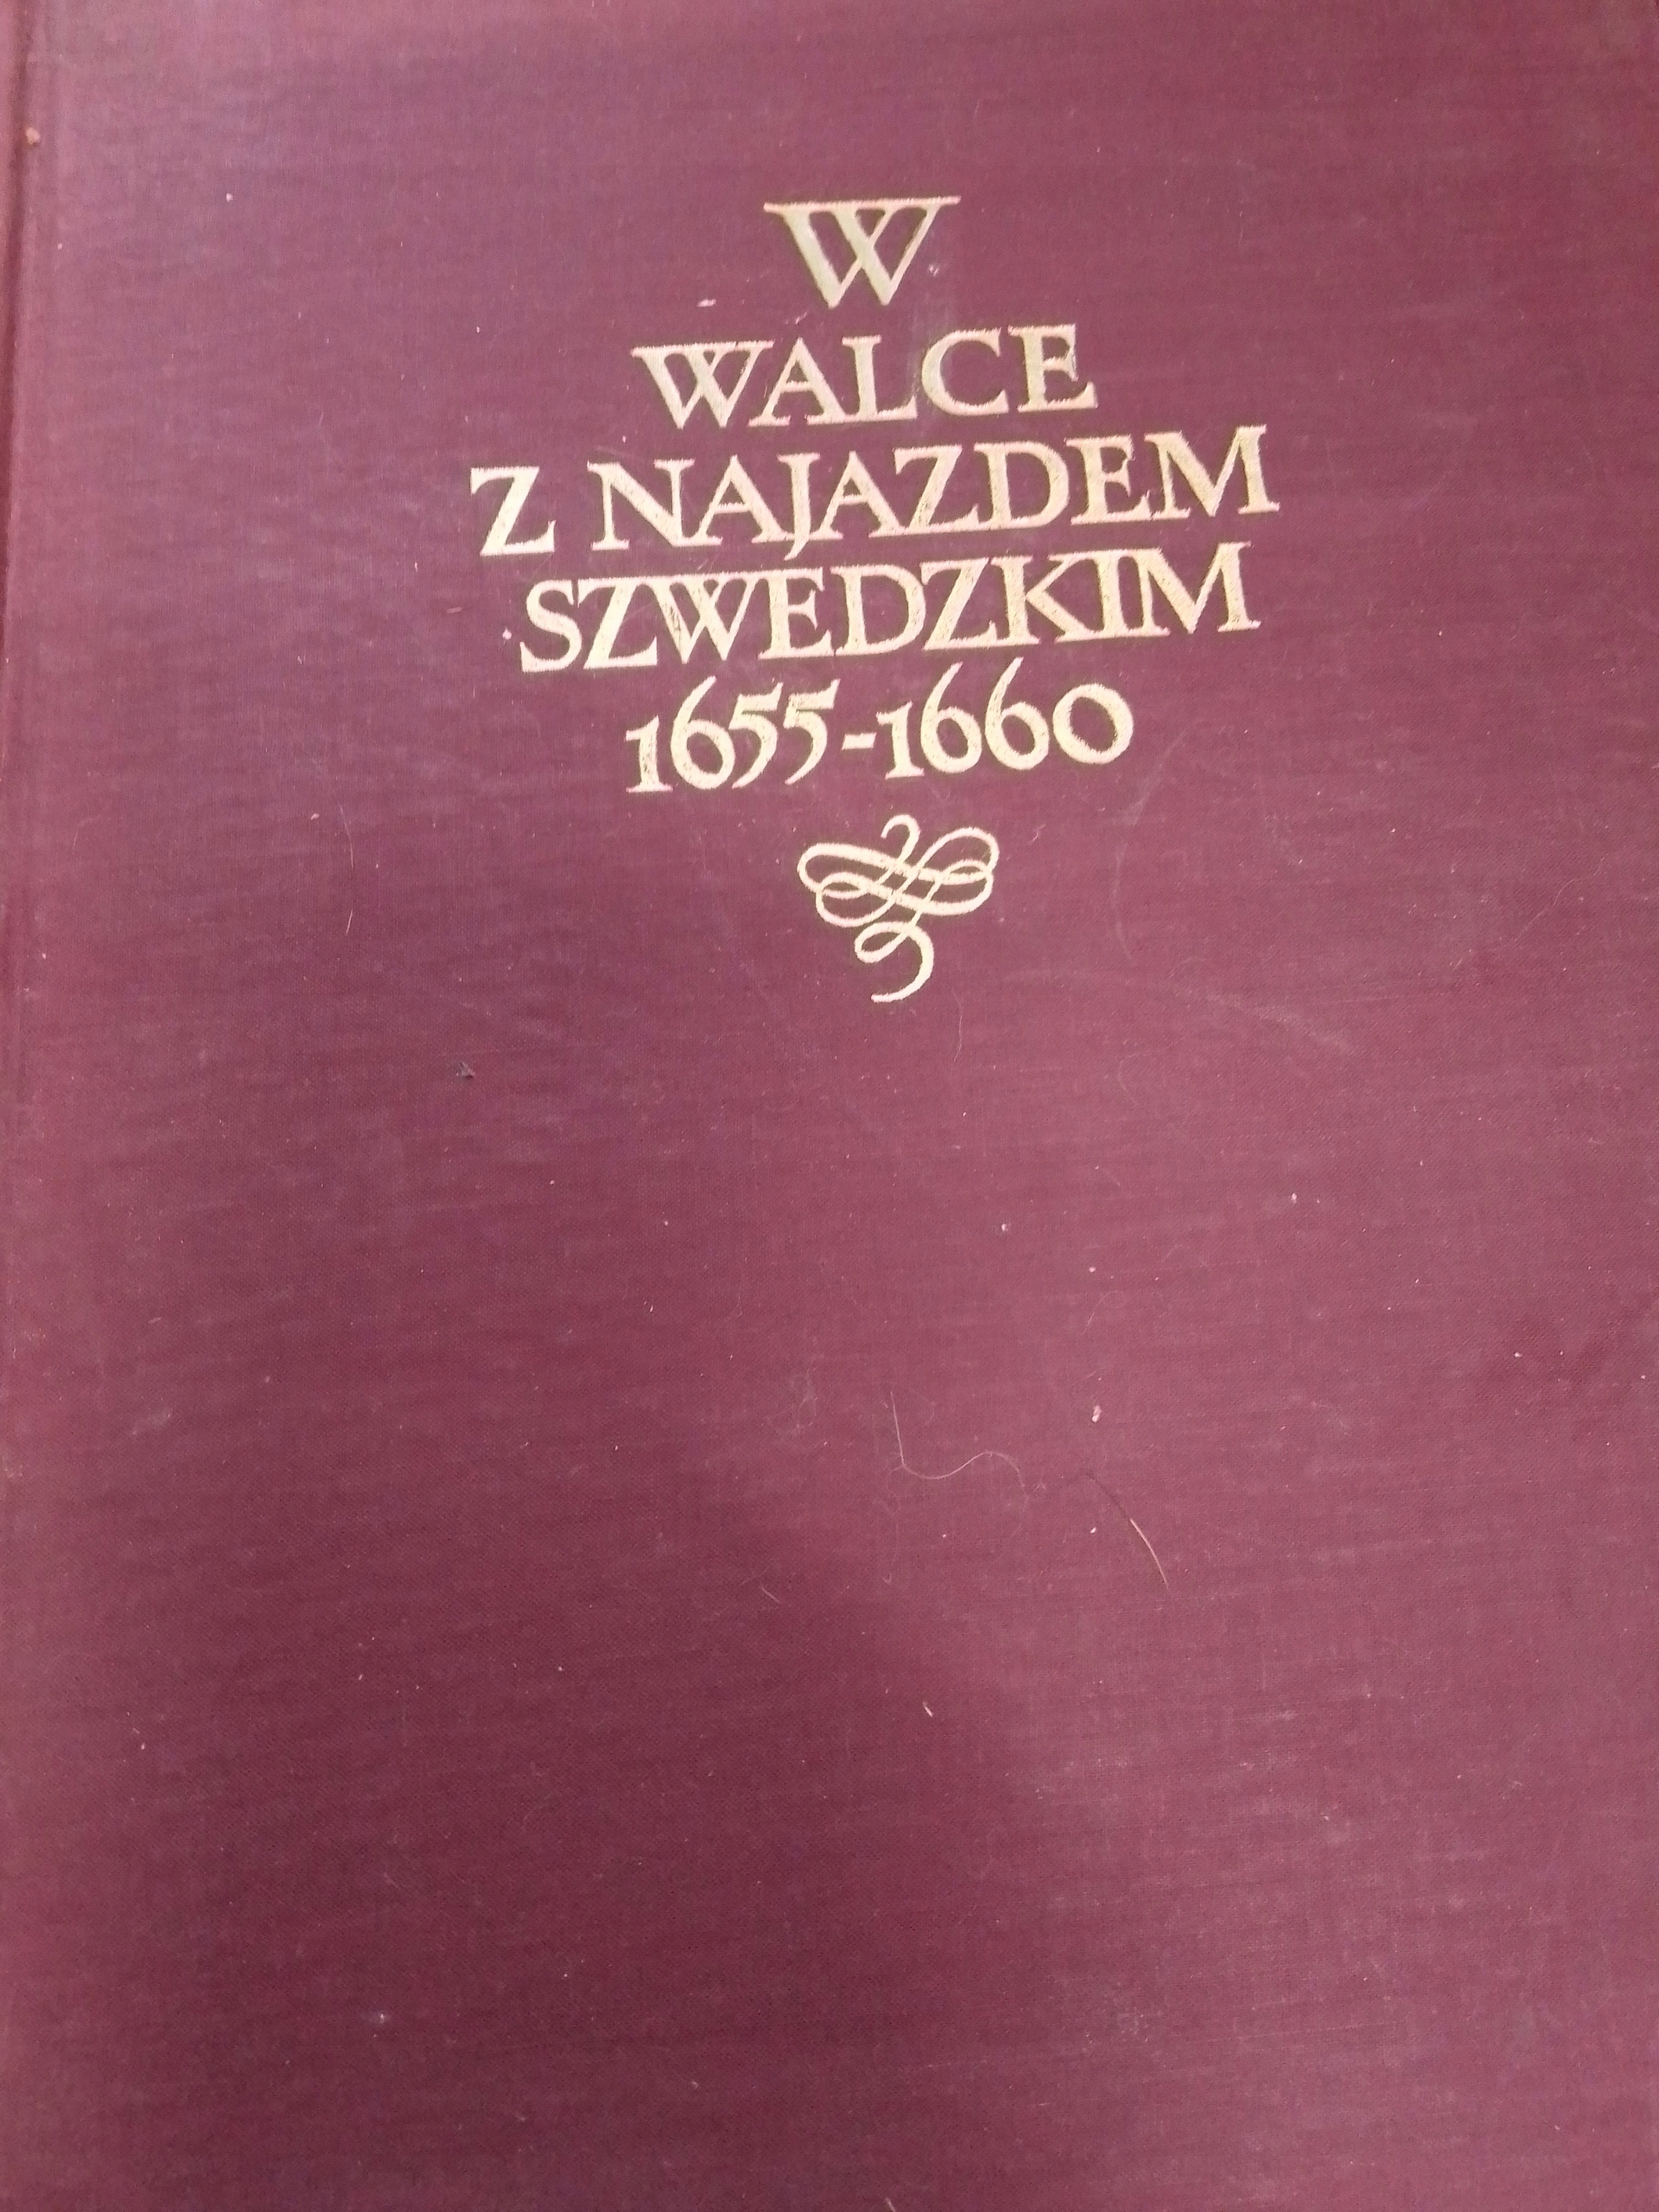 W
WALCE
Z NAJAZDEM
SZWEDZKIM
1655-1660